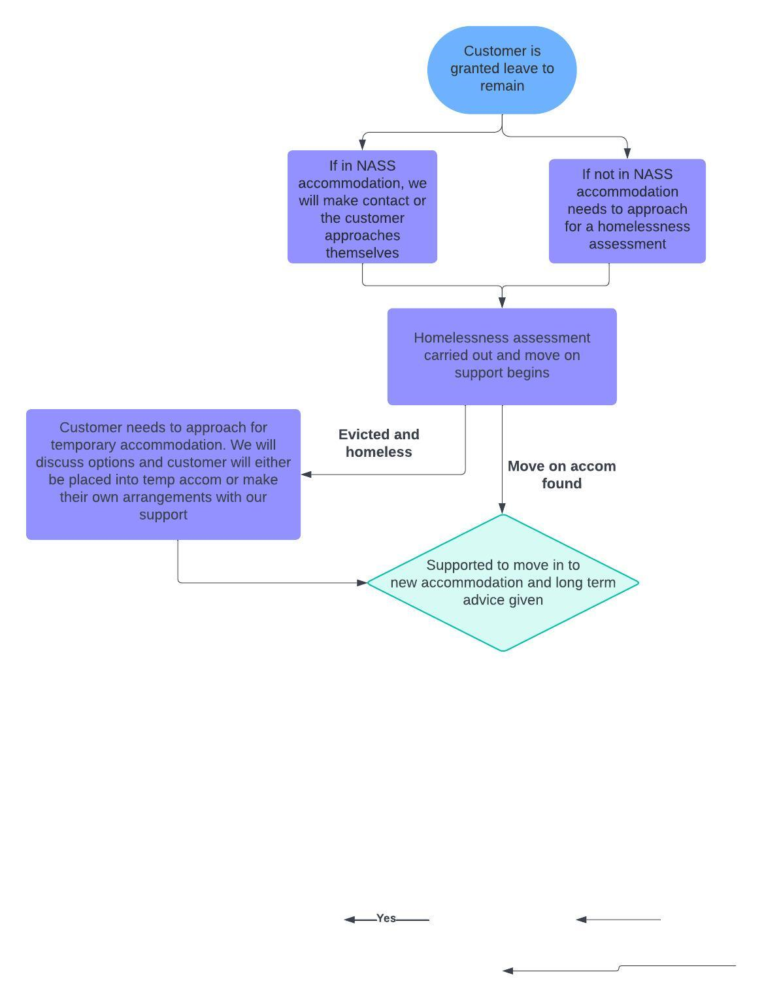 Customer is
granted leave to
remain
If in NASS
accommodation, we
will make contact or
the customer
approaches
themselves
If not in NASS
accommodation
needs to approach
for a homelessness
assessment
Homelessness assessment
carried out and move on
support begins
Customer needs to approach for
temporary accommodation. We will
discuss options and customer will either
be placed into temp accom or make
their own arrangements with our
support
Evicted and
homeless
Move on accom
found
Supported to move in to
new accommodation and long term
advice given
Yes